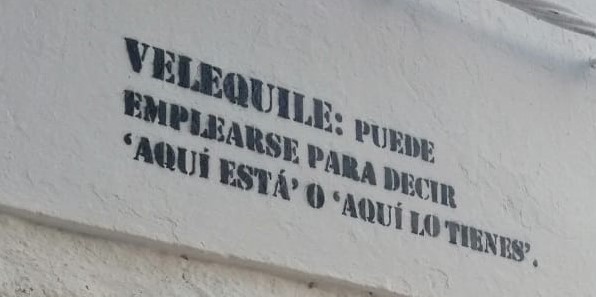 VELEQUILE: PUEDE
EMPLEARSE PARA DECIR
‘AQUÍ ESTÁ’ O ‘AQUÍ LO TIENES’.